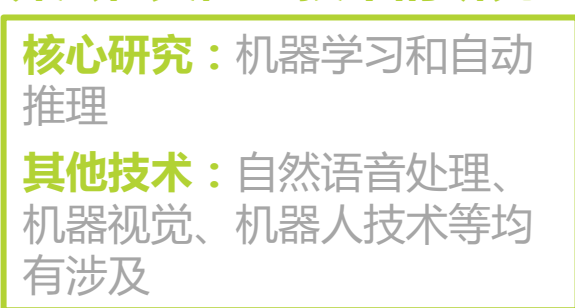 核心研究：机器学习和自动
推理
其他技术：自然语音处理、
机器视觉、机器人技术等均
有涉及